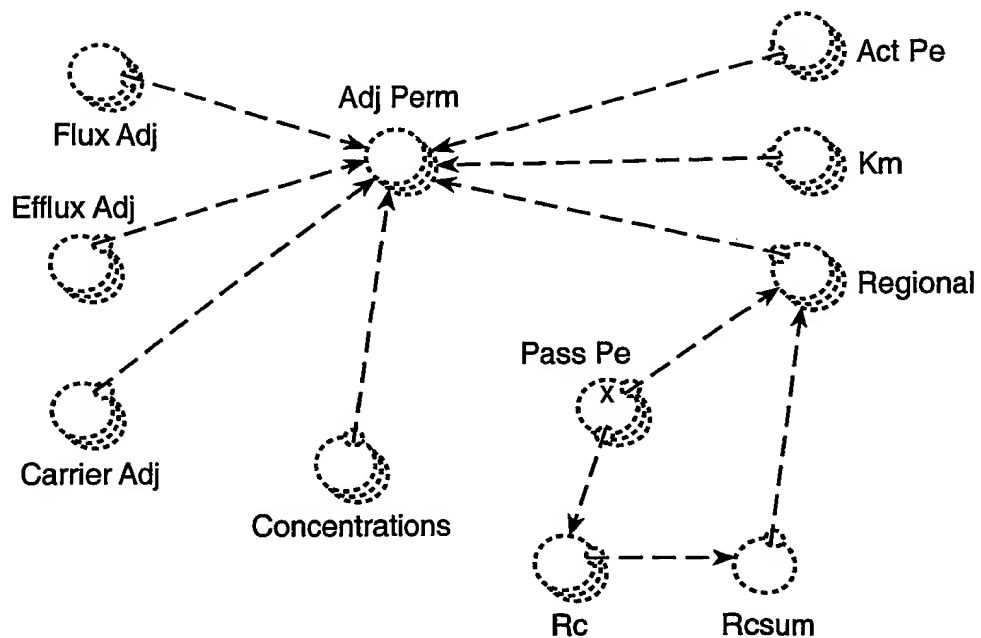 Act Pe
Adj Perm
Flux Adj
Km
Efflux Adj
Regional
Pass Pe
x
Carrier Adj
Concentrations
Rc
Rcsum